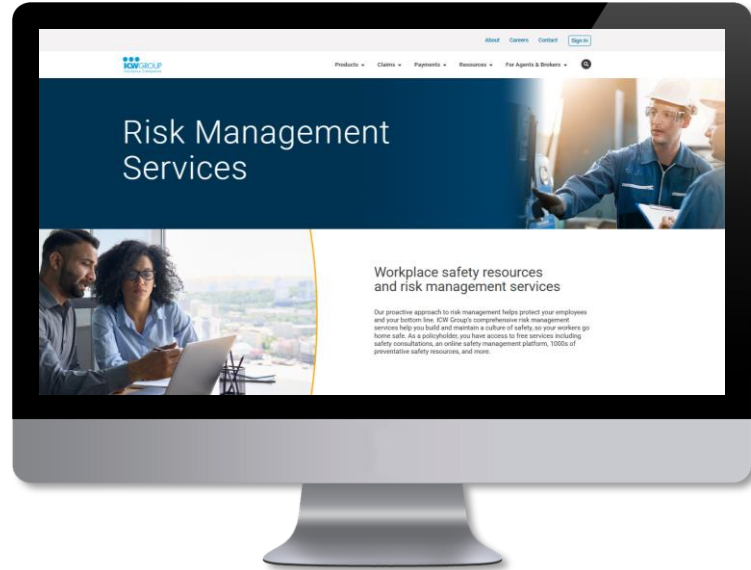 About Careers Contact Sign In
ICWGROUP
Insurance Companies
Products Claims Payments Resources For Agents & Brokers
Risk Management
Services
Workplace safety resources
and risk management services
Our proactive approach to risk management helps protect your employees
and your bottom line. ICW Group's comprehensive risk management
services help you build and maintain a culture of safety, so your workers go
home safe. As a policyholder, you have access to free services including
safety consultations, an online safety management platform, 1000s of
preventative safety resources, and more.